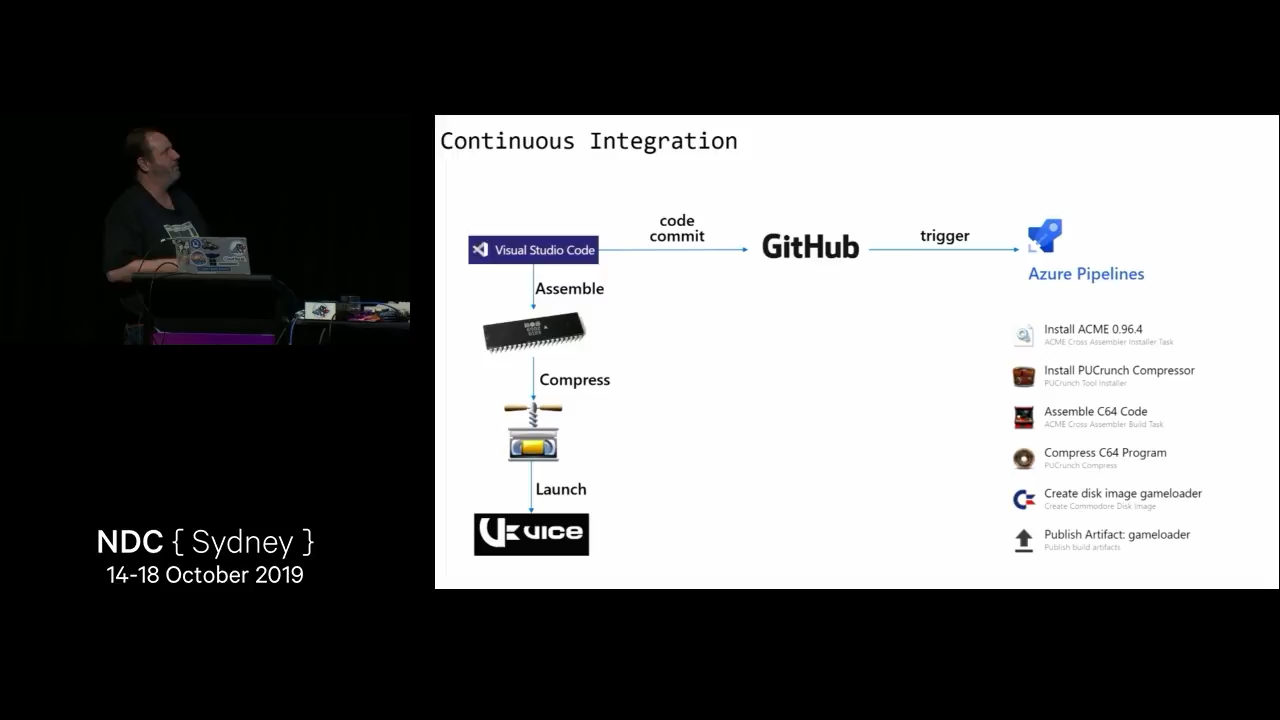 Continuous Integration
code
commit
trigger
Visual Studio Code
GitHub
Azure Pipelines
Assemble
Compress
Launch
VICE
Install ACME 0.96.4
ACME Cross Assembler Installer Task
Install PUCrunch Compressor
PUCrunch Tool Installer
Assemble C64 Code
ACME Cross Assembler Build Task
Compress C64 Program
PUCrunch Compress
Create disk image gameloader
Create Commodore Disk Image
Publish Artifact: gameloader
Publish build artifacts
NDC { Sydney }
14-18 October 2019